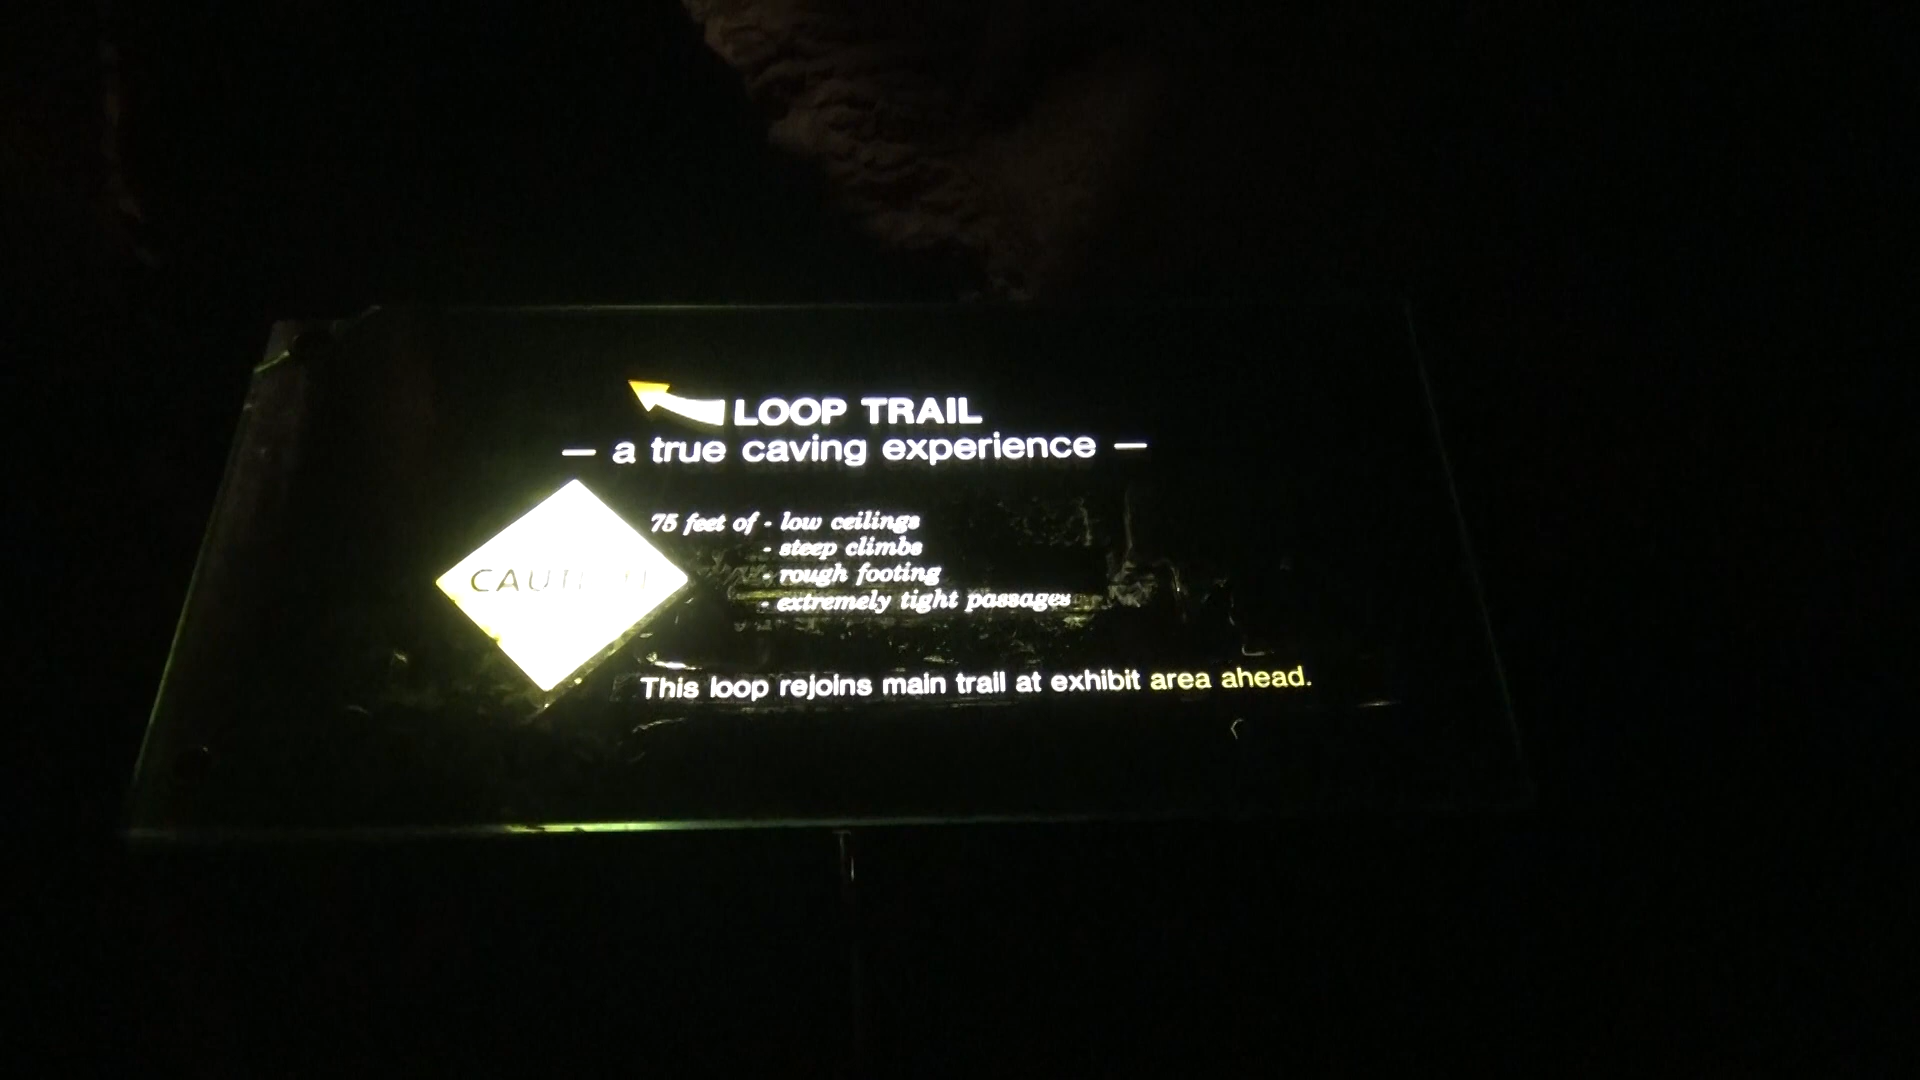 LOOP TRAIL
— a true caving experience —
75 feet of - low ceilings
- steep climbs
- rough footing
- extremely tight passages
CAUTION
This loop rejoins main trail at exhibit area ahead.